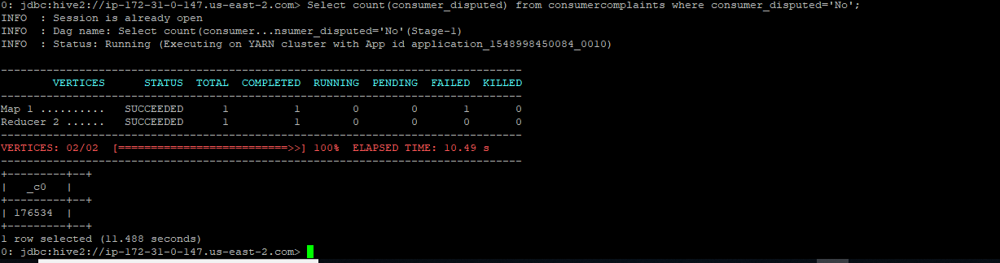 0: jdbc:hive2://ip-172-31-0-147.us-east-2.com> Select count(consumer_disputed) from consumercomplaints where consumer_disputed='No';
INFO  : Session is already open
INFO  : Dag name: Select count(consumer...nsumer_disputed='No'(Stage-1)
INFO  : Status: Running (Executing on YARN cluster with App id application_1548998450084_0010)
--------------------------------------------------------------------------------
        VERTICES      STATUS  TOTAL  COMPLETED  RUNNING  PENDING  FAILED  KILLED
--------------------------------------------------------------------------------
Map 1 ..........   SUCCEEDED      1          1        0        0       1       0
Reducer 2 ......   SUCCEEDED      1          1        0        0       0       0
--------------------------------------------------------------------------------
VERTICES: 02/02  [==========================>>] 100%  ELAPSED TIME: 10.49 s
--------------------------------------------------------------------------------
+---------+--+
|   _c0   |
+---------+--+
| 176534  |
+---------+--+
1 row selected (11.488 seconds)
0: jdbc:hive2://ip-172-31-0-147.us-east-2.com>